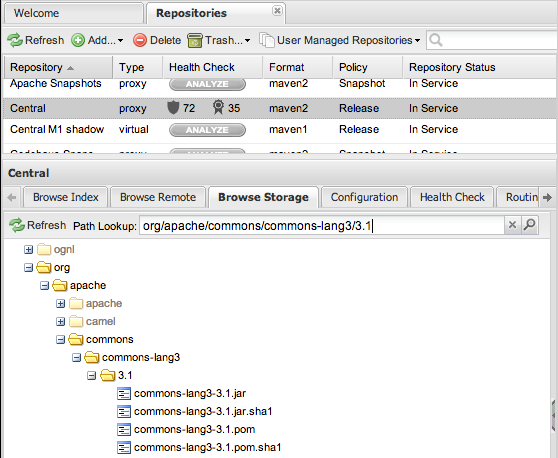 Welcome Repositories
Refresh Add... Delete Trash... User Managed Repositories
Repository Type Health Check Format Policy Repository Status
Apache Snapshots proxy ANALYZE maven2 Snapshot In Service
Central proxy 72 35 maven2 Release In Service
Central M1 shadow virtual ANALYZE maven1 Release In Service
proxy ANALYZE maven2 Snapshot In Service
Central
Browse Index Browse Remote Browse Storage Configuration Health Check Routin
Refresh Path Lookup: org/apache/commons/commons-lang3/3.1
ognl
org
apache
apache
camel
commons
commons-lang3
3.1
commons-lang3-3.1.jar
commons-lang3-3.1.jar.sha1
commons-lang3-3.1.pom
commons-lang3-3.1.pom.sha1